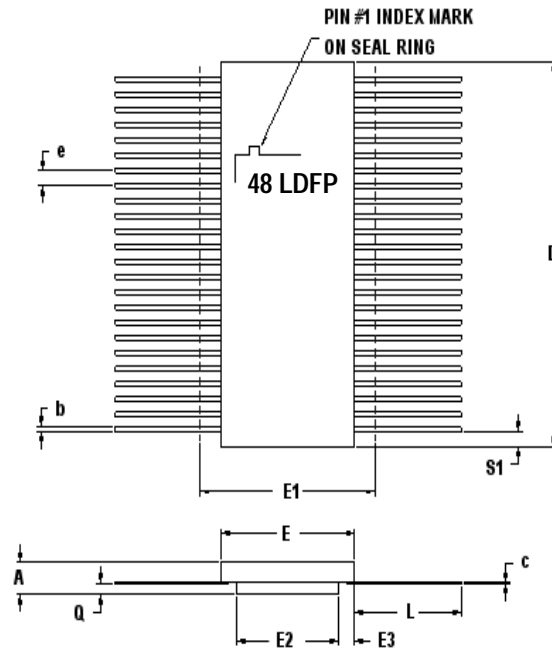 PIN #1 INDEX MARK
ON SEAL RING
e
48 LDFP
D
b
S1
E1
E
A
c
Q
L
E2
E3